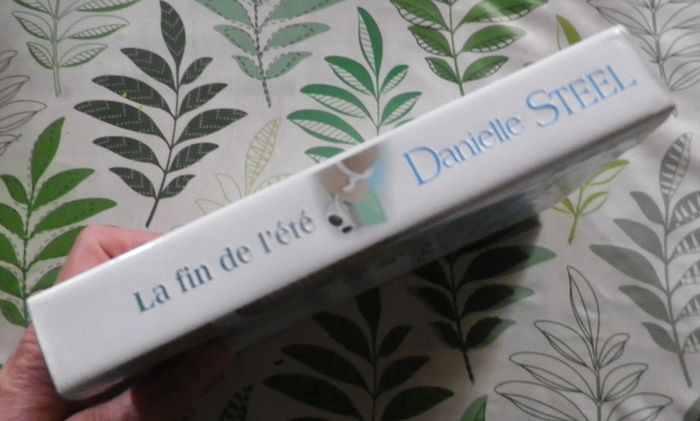 La fin de l'été
Danielle STEEL